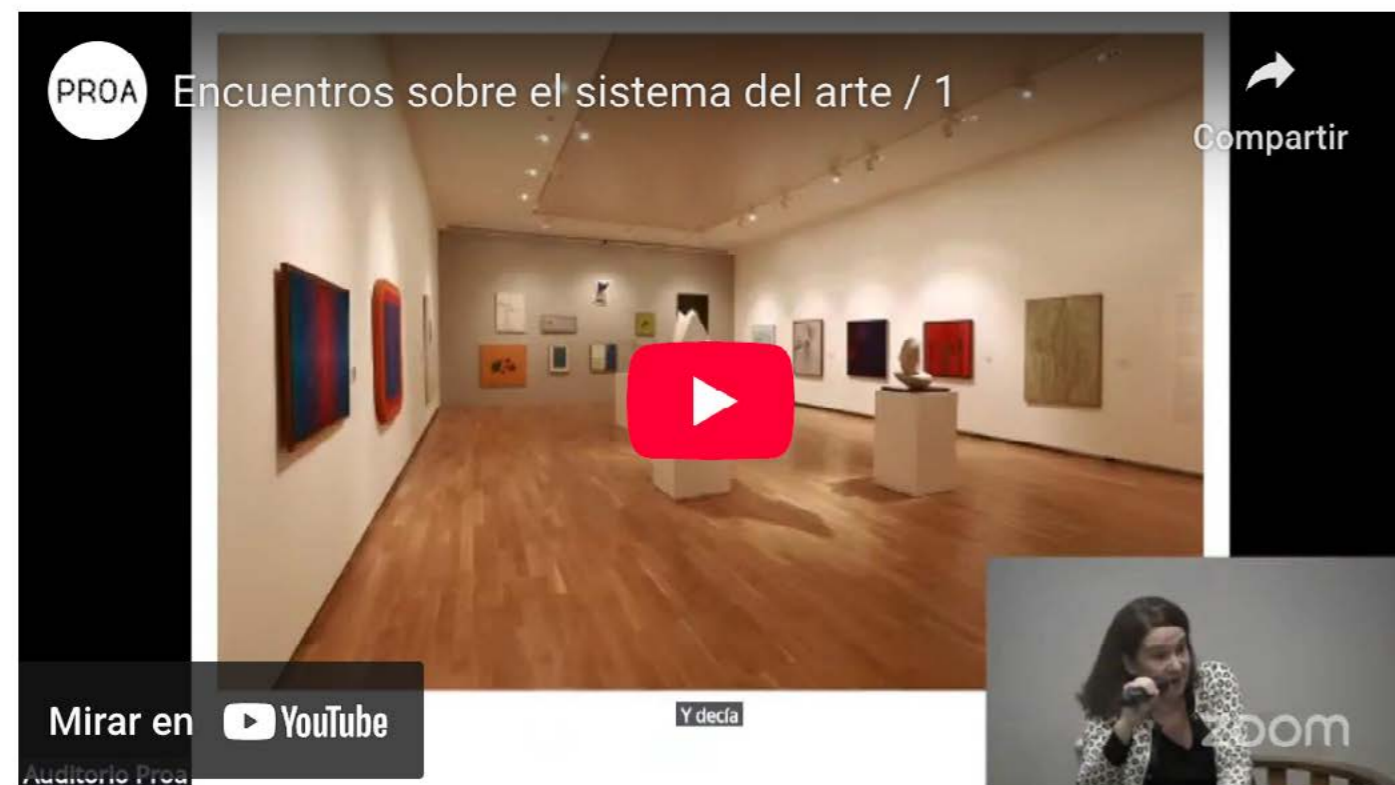 PROA
Encuentros sobre el sistema del arte / 1
Compartir
Mirar en YouTube
Y decía
zoom
Auditorio Proa